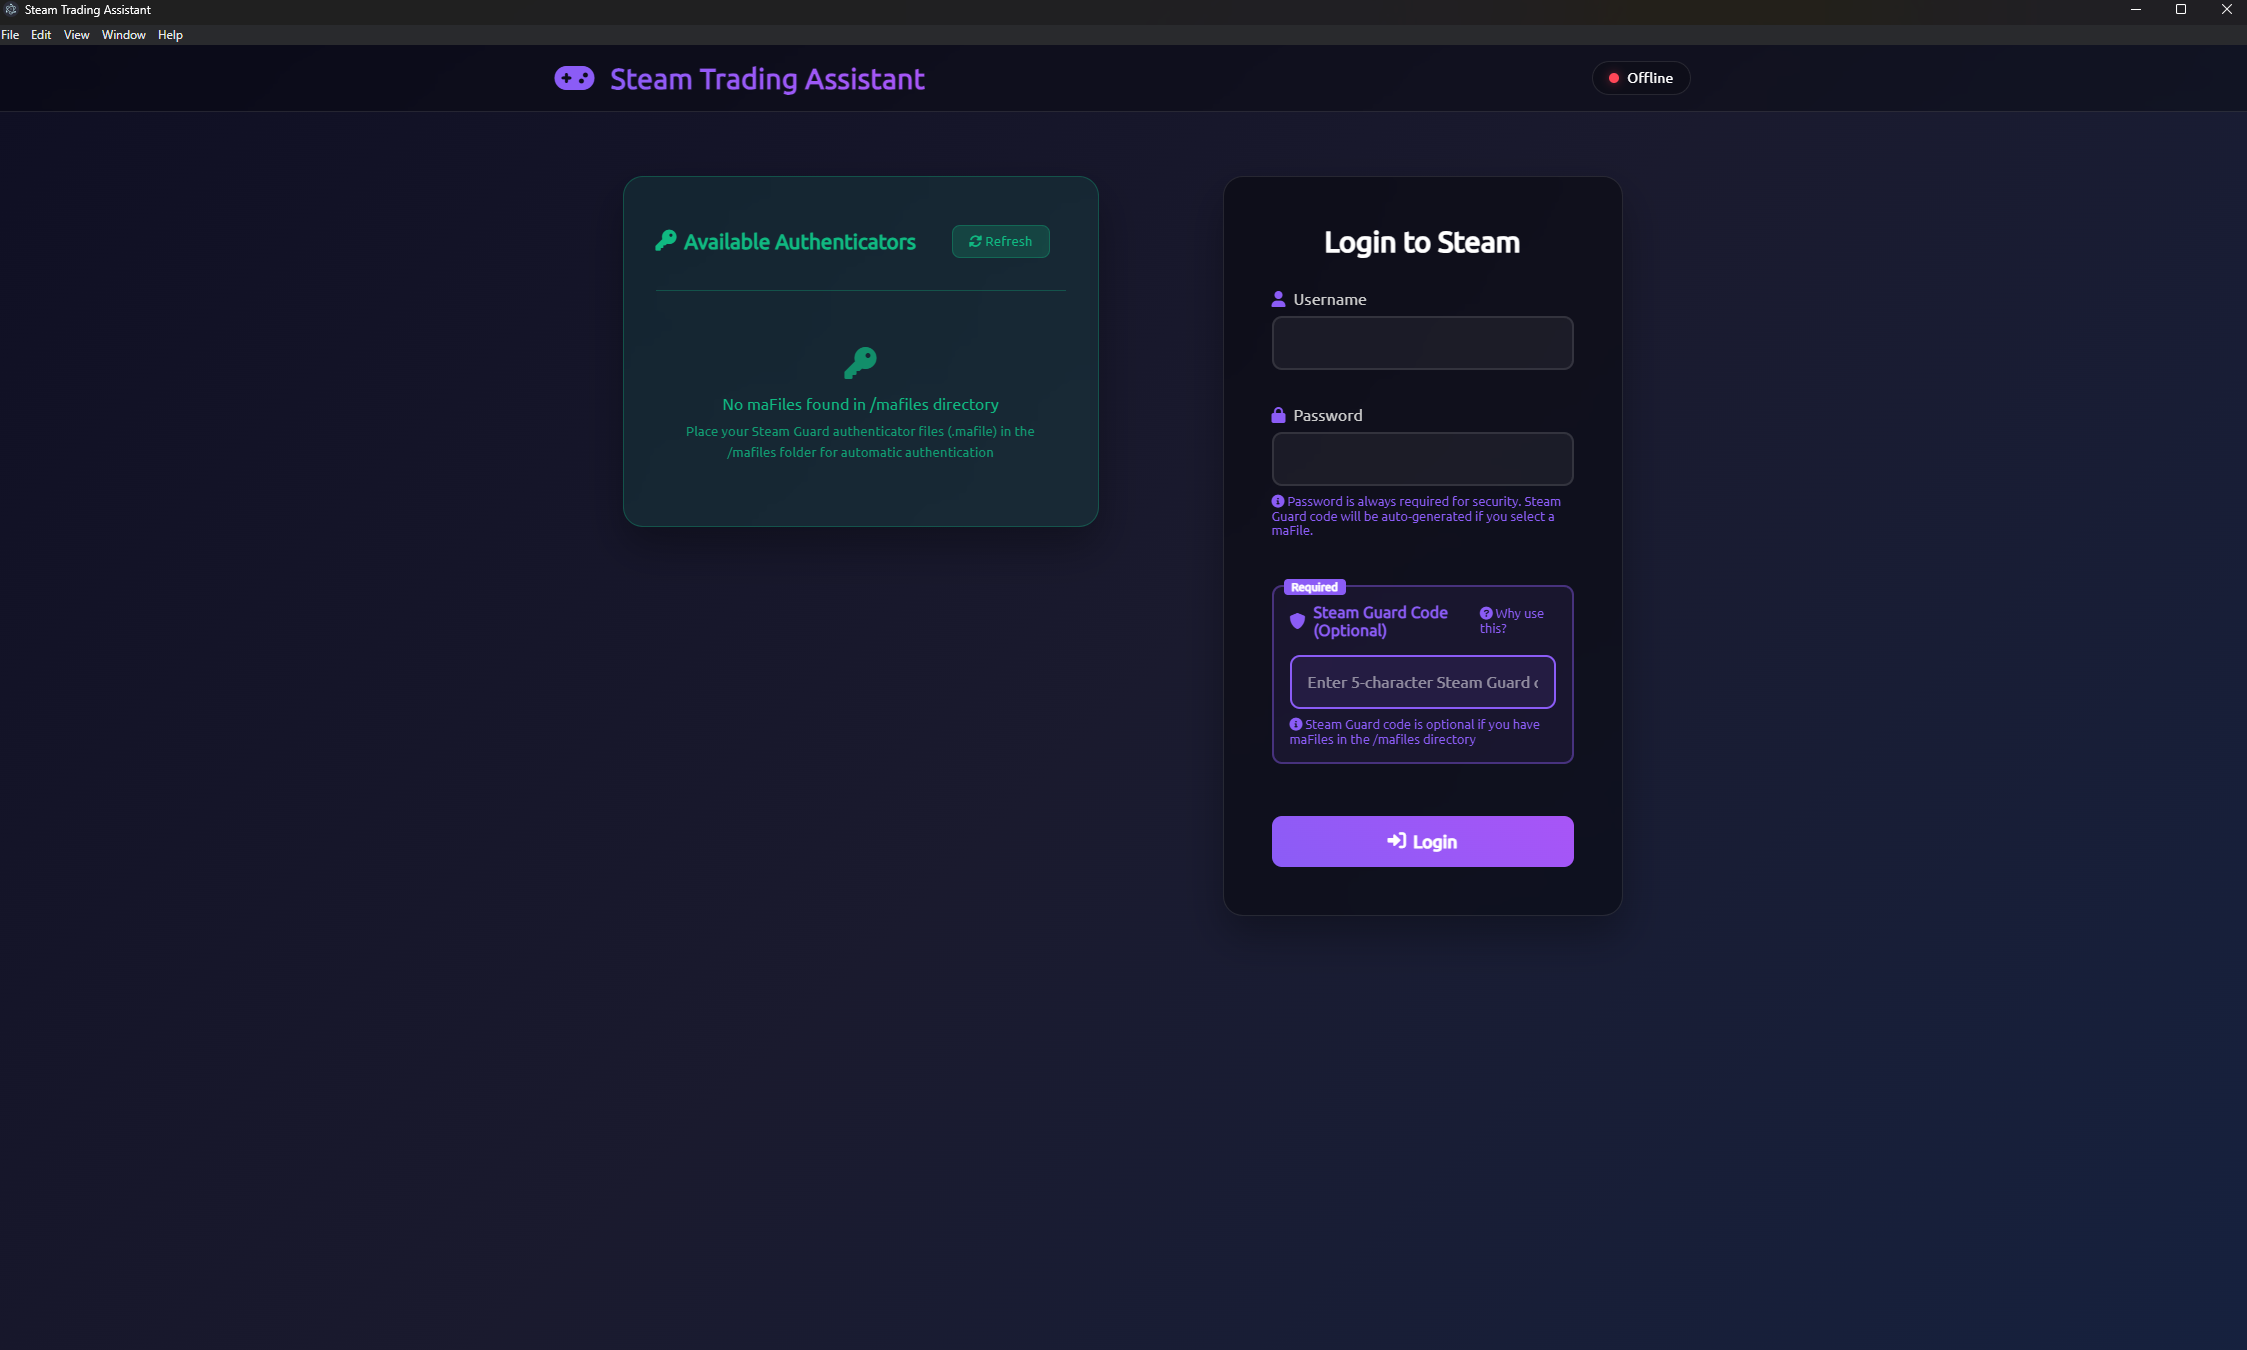 Steam Trading Assistant
File Edit View Window Help
Steam Trading Assistant
Offline
Available Authenticators
Refresh
No maFiles found in /mafiles directory
Place your Steam Guard authenticator files (.mafile) in the
/mafiles folder for automatic authentication
Login to Steam
Username
Password
Password is always required for security. Steam
Guard code will be auto-generated if you select a
maFile.
Required
Steam Guard Code
(Optional)
Why use
this?
Enter 5-character Steam Guard c
Steam Guard code is optional if you have
maFiles in the /mafiles directory
Login